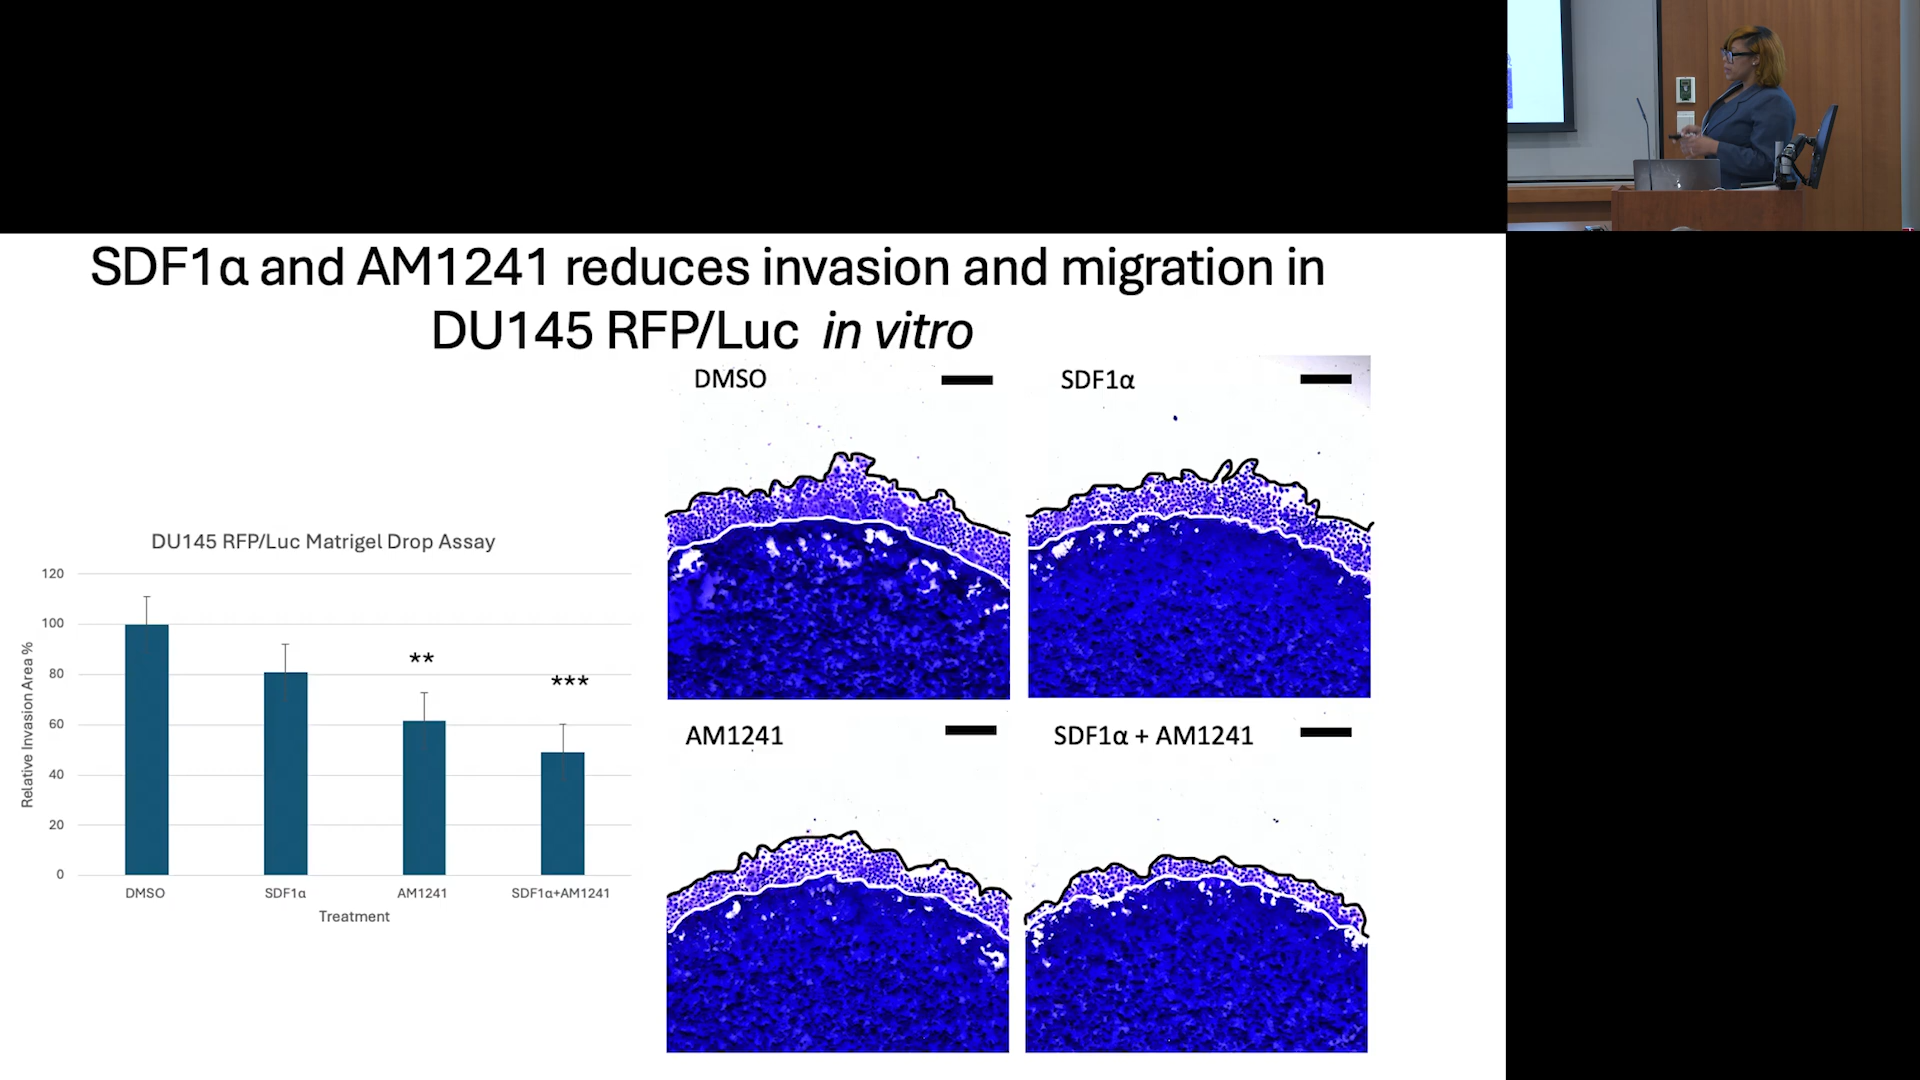 SDF1α and AM1241 reduces invasion and migration in
DU145 RFP/Luc in vitro
DMSO
SDF1α
DU145 RFP/Luc Matrigel Drop Assay
120
100
80
60
40
20
0
Relative Invasion Area %
**
***
DMSO
SDF1α
AM1241
SDF1α+AM1241
Treatment
AM1241
SDF1α + AM1241